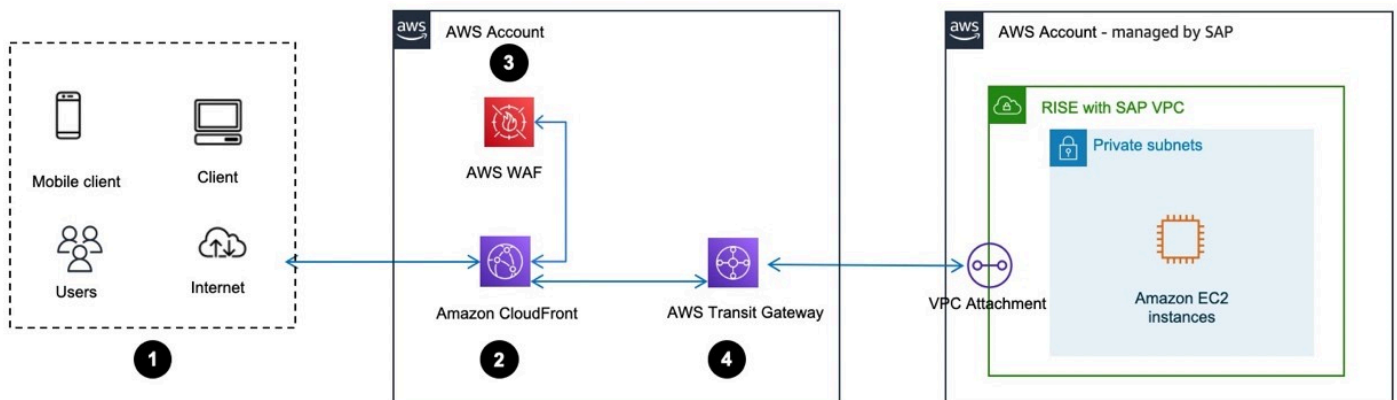 Mobile client
Client
Users
Internet
1
aws
AWS Account
3
AWS WAF
Amazon CloudFront
2
AWS Transit Gateway
4
aws
AWS Account - managed by SAP
RISE with SAP VPC
Private subnets
VPC Attachment
Amazon EC2
instances